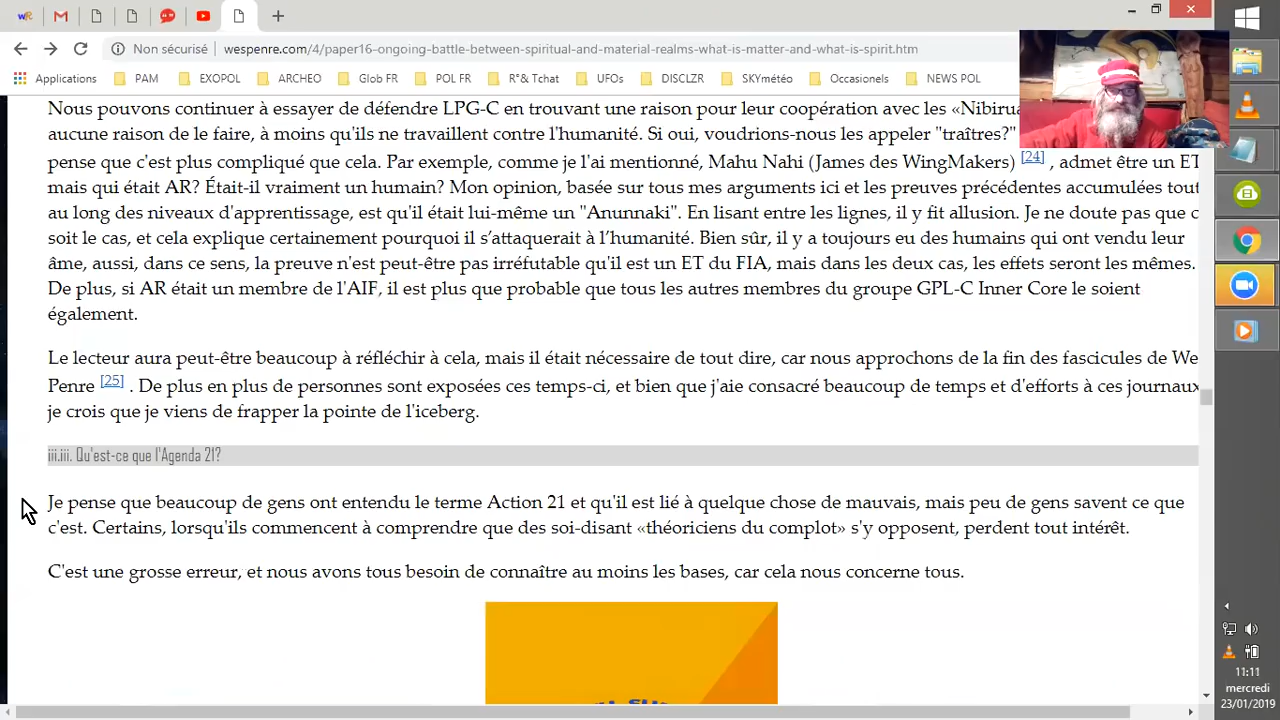 Non sécurisé
wespenre.com/4/paper16-ongoing-battle-between-spiritual-and-material-realms-what-is-matter-and-what-is-spirit.htm
Applications PAM EXOPOL ARCHEO Glob FR POL FR R°& Tchat UFOs DISCLZR SKYmétéo Occasionels NEWS POL
Nous pouvons continuer à essayer de défendre LPG-C en trouvant une raison pour leur coopération avec les «Nibirua
aucune raison de le faire, à moins qu'ils ne travaillent contre l'humanité. Si oui, voudrions-nous les appeler "traîtres?"
pense que c'est plus compliqué que cela. Par exemple, comme je l'ai mentionné, Mahu Nahi (James des WingMakers) [24] , admet être un ET
mais qui était AR? Était-il vraiment un humain? Mon opinion, basée sur tous mes arguments ici et les preuves précédentes accumulées tout
au long des niveaux d'apprentissage, est qu'il était lui-même un "Anunnaki". En lisant entre les lignes, il y fit allusion. Je ne doute pas que c
soit le cas, et cela explique certainement pourquoi il s'attaquerait à l'humanité. Bien sûr, il y a toujours eu des humains qui ont vendu leur
âme, aussi, dans ce sens, la preuve n'est peut-être pas irréfutable qu'il est un ET du FIA, mais dans les deux cas, les effets seront les mêmes.
De plus, si AR était un membre de l'AIF, il est plus que probable que tous les autres membres du groupe GPL-C Inner Core le soient
également.
Le lecteur aura peut-être beaucoup à réfléchir à cela, mais il était nécessaire de tout dire, car nous approchons de la fin des fascicules de We
Penre [25] . De plus en plus de personnes sont exposées ces temps-ci, et bien que j'aie consacré beaucoup de temps et d'efforts à ces journaux
je crois que je viens de frapper la pointe de l'iceberg.
iii.iii. Qu'est-ce que l'Agenda 21?
Je pense que beaucoup de gens ont entendu le terme Action 21 et qu'il est lié à quelque chose de mauvais, mais peu de gens savent ce que
c'est. Certains, lorsqu'ils commencent à comprendre que des soi-disant «théoriciens du complot» s'y opposent, perdent tout intérêt.
C'est une grosse erreur, et nous avons tous besoin de connaître au moins les bases, car cela nous concerne tous.
11:11
mercredi
23/01/2019